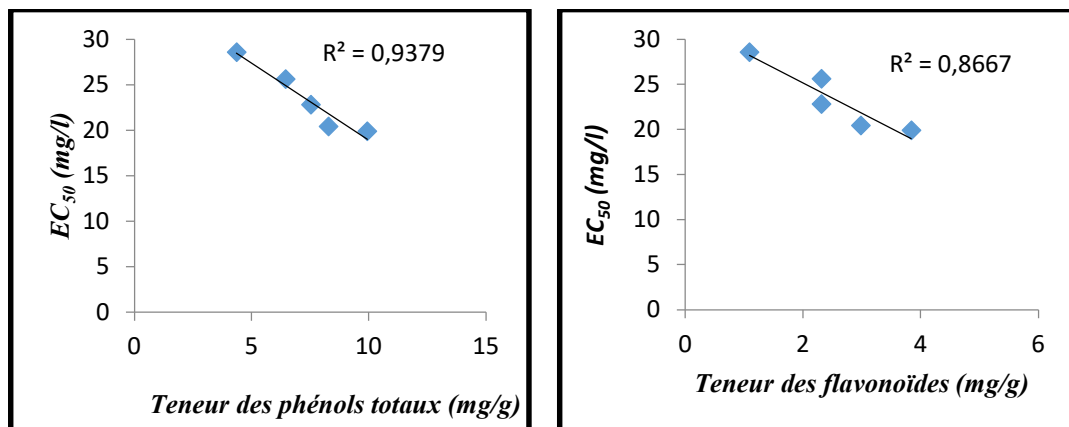 30
25
20
15
10
5
0
R² = 0,9379
EC₅₀ (mg/l)
0 5 10 15
Teneur des phénols totaux (mg/g)
30
25
20
15
10
5
0
R² = 0,8667
EC₅₀ (mg/l)
0 2 4 6
Teneur des flavonoïdes (mg/g)